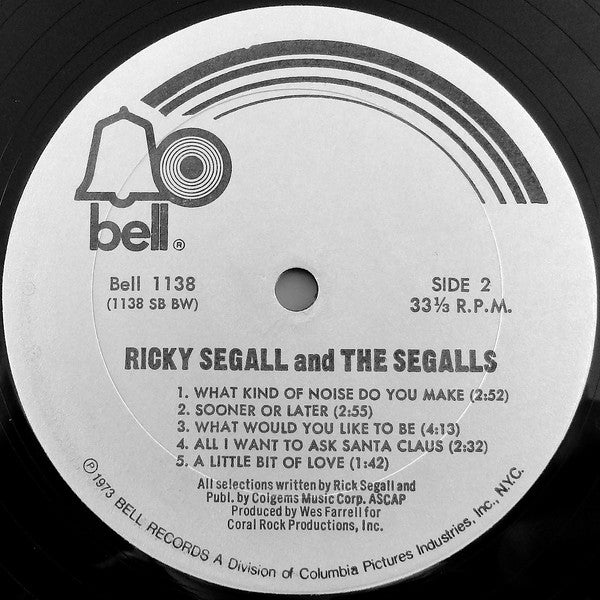 bell®
Bell 1138
(1138 SB BW)
SIDE 2
33⅓ R.P.M.
RICKY SEGALL and THE SEGALLS
1. WHAT KIND OF NOISE DO YOU MAKE (2:52)
2. SOONER OR LATER (2:55)
3. WHAT WOULD YOU LIKE TO BE (4:13)
4. ALL I WANT TO ASK SANTA CLAUS (2:32)
5. A LITTLE BIT OF LOVE (1:42)
All selections written by Rick Segall and
Publ. by Colgems Music Corp. ASCAP
Produced by Wes Farrell for
Coral Rock Productions, Inc.
℗1973 BELL RECORDS A Division of Columbia Pictures Industries, Inc., N.Y.C.